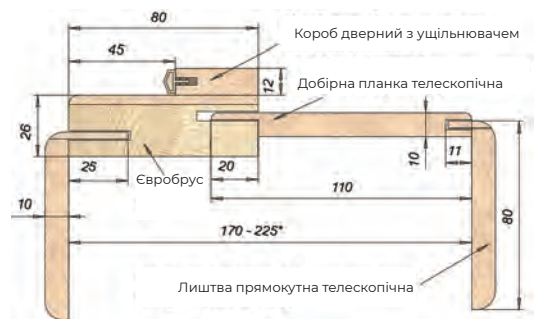 80
45
Короб дверний з ущільнювачем
12
Добірна планка телескопічна
26
25
Євробрус
20
10
11
110
10
80
170 - 225*
Лиштва прямокутна телескопічна